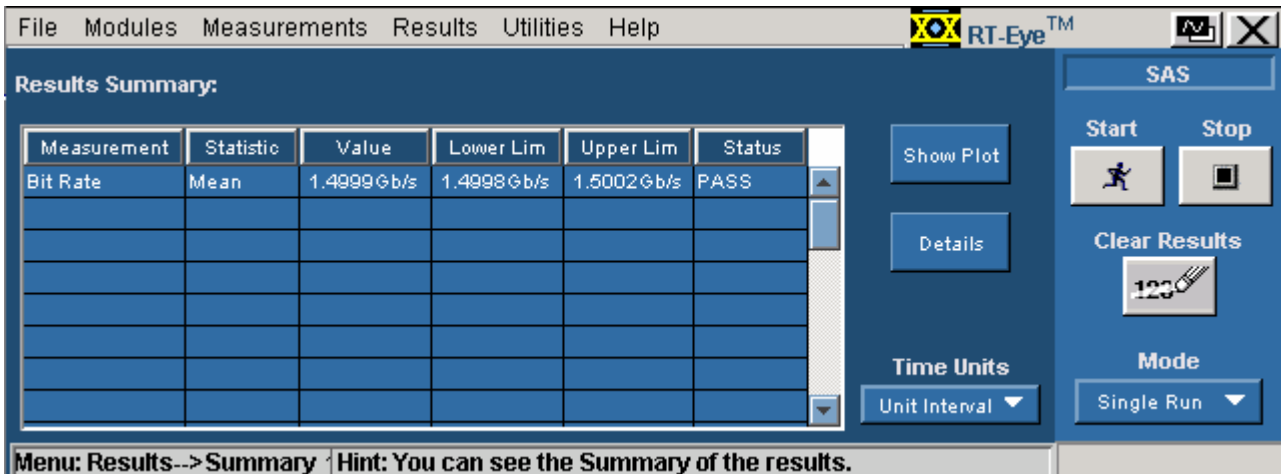 File Modules Measurements Results Utilities Help RT-Eye™
Results Summary:
Measurement Statistic Value Lower Lim Upper Lim Status
Bit Rate Mean 1.4999Gb/s 1.4998Gb/s 1.5002Gb/s PASS
Show Plot
Details
Time Units
Unit Interval
SAS
Start Stop
Clear Results
123
Mode
Single Run
Menu: Results-->Summary Hint: You can see the Summary of the results.